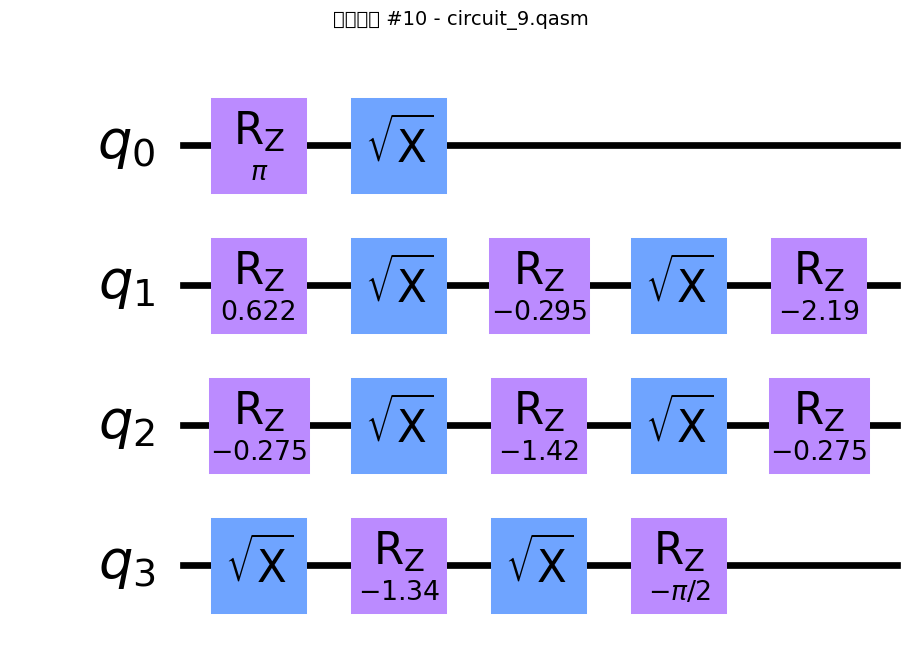 #10 - circuit_9.qasm
q0 RZ π √X
q1 RZ 0.622 √X RZ −0.295 √X RZ −2.19
q2 RZ −0.275 √X RZ −1.42 √X RZ −0.275
q3 √X RZ −1.34 √X RZ −π/2